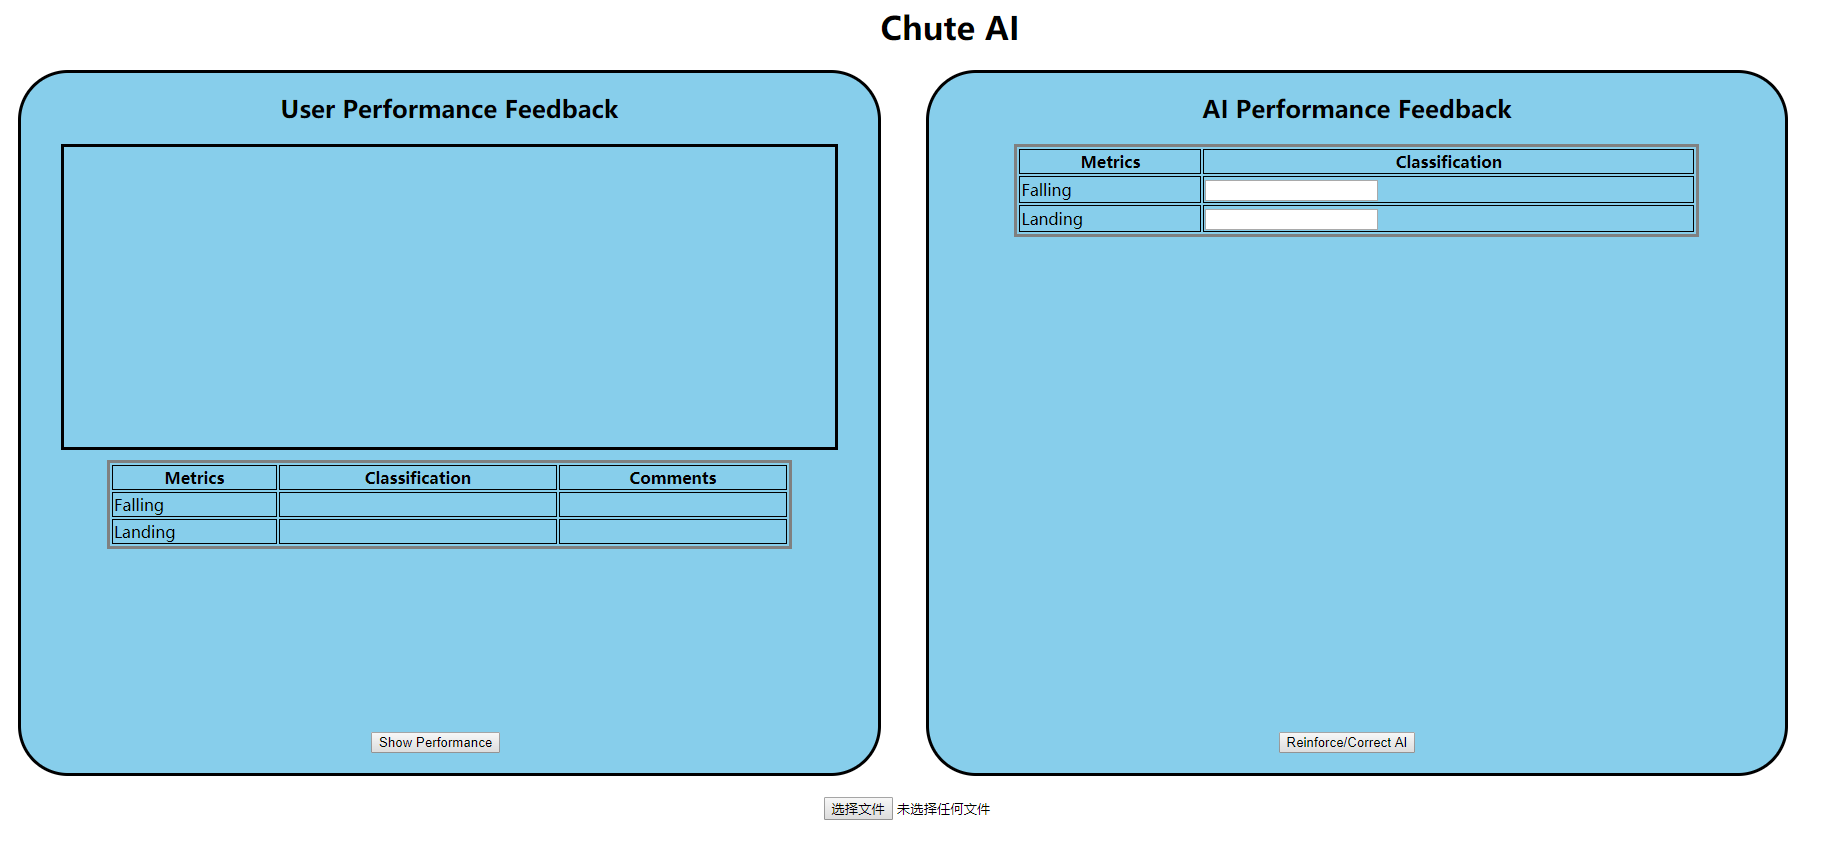 Chute AI
User Performance Feedback
Metrics Classification Comments
Falling
Landing
Show Performance
AI Performance Feedback
Metrics Classification
Falling
Landing
Reinforce/Correct AI
选择文件 未选择任何文件